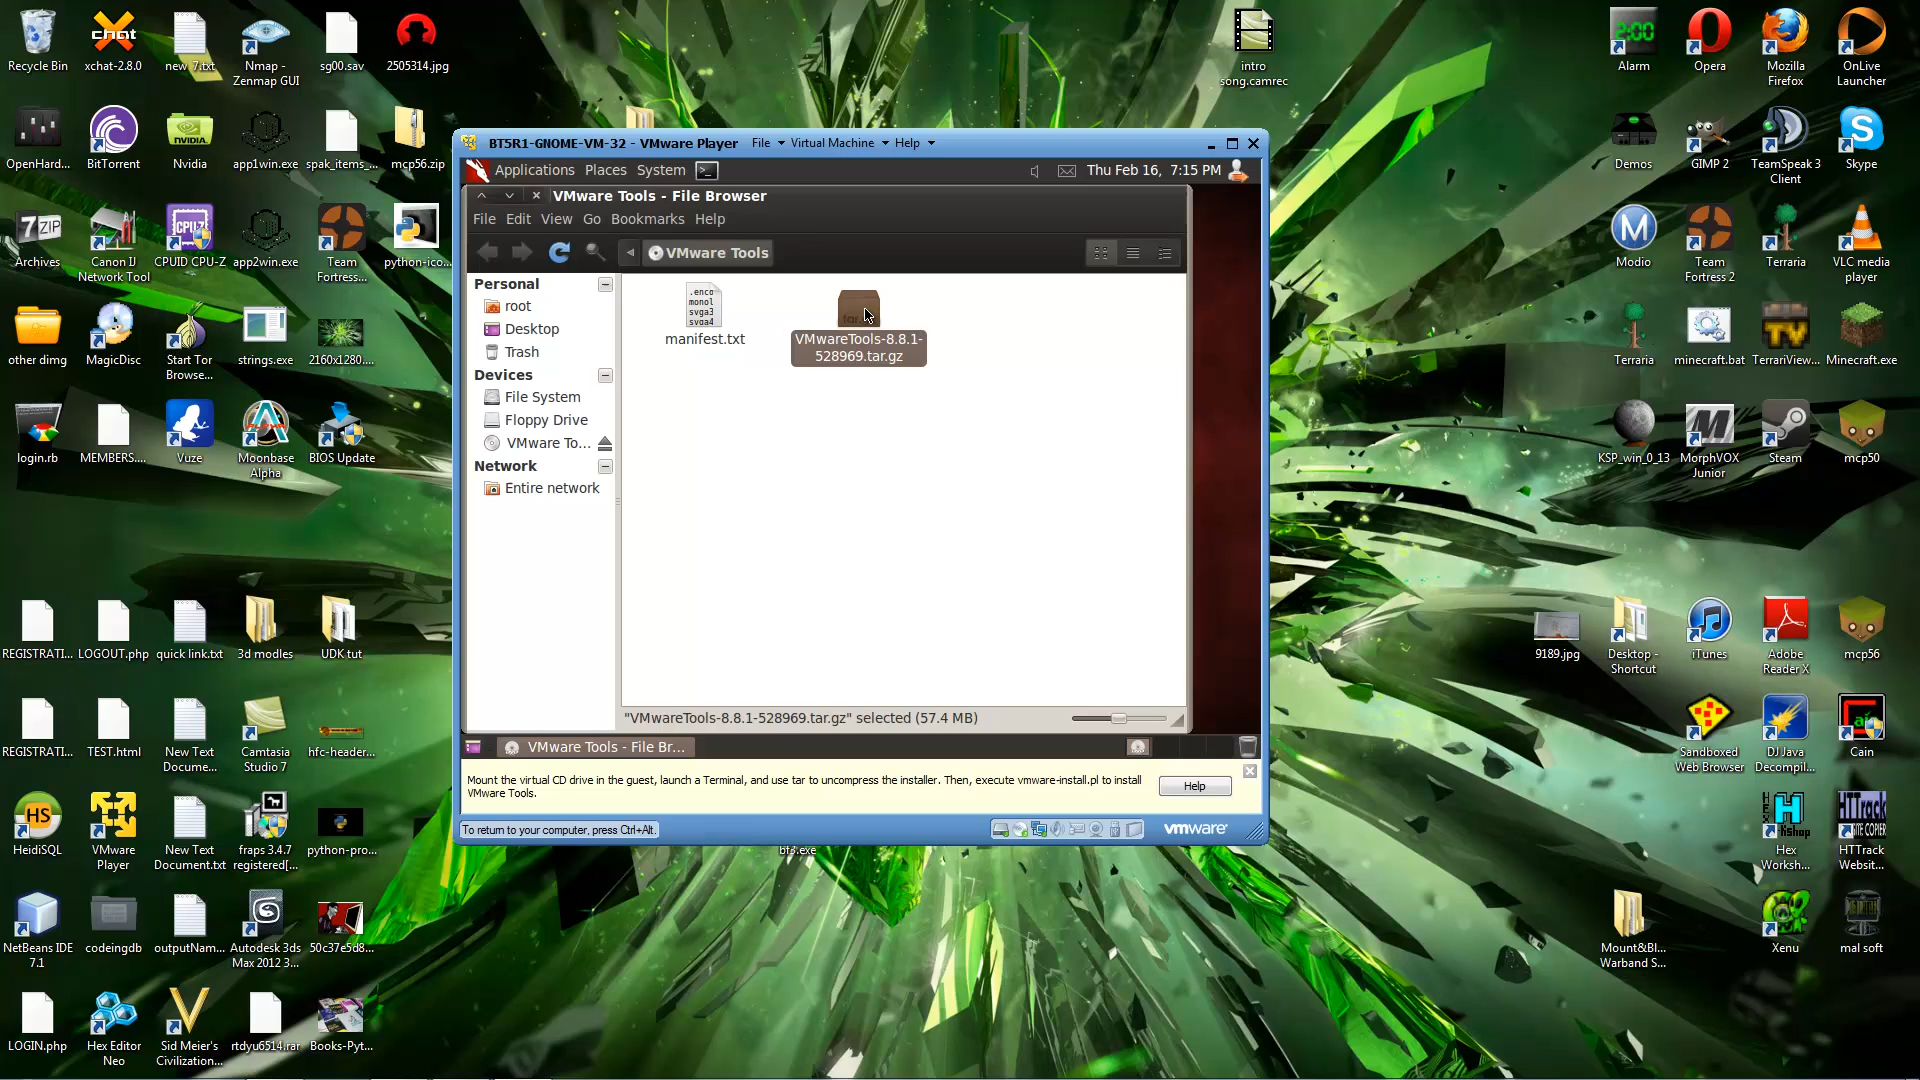 Recycle Bin
xchat-2.8.0
new 7.txt
Nmap -
Zenmap GUI
sg00.sav
2505314.jpg
intro
song.camrec
2:00
Alarm
Opera
Mozilla
Firefox
OnLive
Launcher
OpenHard...
BitTorrent
Nvidia
app1win.exe
spak_items_...
mcp56.zip
Demos
GIMP 2
TeamSpeak 3
Client
Skype
Archives
Canon IJ
Network Tool
CPUID CPU-Z
app2win.exe
Team
Fortress...
python-ico...
Modio
Team
Fortress 2
Terraria
VLC media
player
other dimg
MagicDisc
Start Tor
Browse...
strings.exe
2160x1280....
Terraria
minecraft.bat
TerrariView...
Minecraft.exe
login.rb
MEMBERS....
Vuze
Moonbase
Alpha
BIOS Update
KSP_win_0_13
MorphVOX
Junior
Steam
mcp50
REGISTRATI...
LOGOUT.php
quick link.txt
3d modles
UDK tut
9189.jpg
Desktop -
Shortcut
iTunes
Adobe
Reader X
mcp56
REGISTRATI...
TEST.html
New Text
Docume...
Camtasia
Studio 7
hfc-header...
Sandboxed
Web Browser
DJ Java
Decompil...
Cain
HeidiSQL
VMware
Player
New Text
Document.txt
fraps 3.4.7
registered[...
python-pro...
bf3.exe
Hex
Worksh...
HTTrack
Websit...
NetBeans IDE
7.1
codeingdb
outputNam...
Autodesk 3ds
Max 2012 3...
50c37e5d8...
Mount&Bl...
Warband S...
Xenu
mal soft
LOGIN.php
Hex Editor
Neo
Sid Meier's
Civilization...
rtdyu6514.rar
Books-Pyt...
BT5R1-GNOME-VM-32 - VMware Player File Virtual Machine Help
Applications Places System Thu Feb 16, 7:15 PM
VMware Tools - File Browser
File Edit View Go Bookmarks Help
VMware Tools
Personal
root
Desktop
Trash
Devices
File System
Floppy Drive
VMware To...
Network
Entire network
.enco
monol
svga3
svga4
manifest.txt
VMwareTools-8.8.1-
528969.tar.gz
"VMwareTools-8.8.1-528969.tar.gz" selected (57.4 MB)
VMware Tools - File Br...
Mount the virtual CD drive in the guest, launch a Terminal, and use tar to uncompress the installer. Then, execute vmware-install.pl to install
VMware Tools.
Help
To return to your computer, press Ctrl+Alt.
vmware